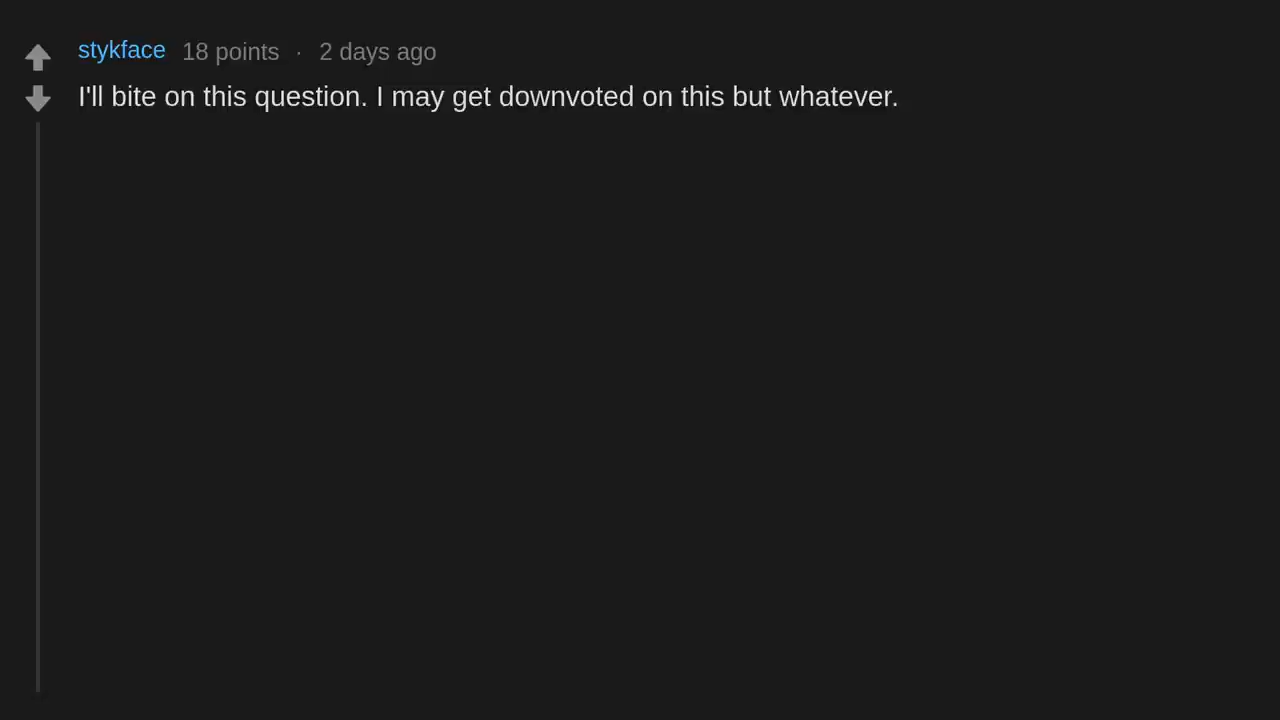 stykface 18 points · 2 days ago
I'll bite on this question. I may get downvoted on this but whatever.